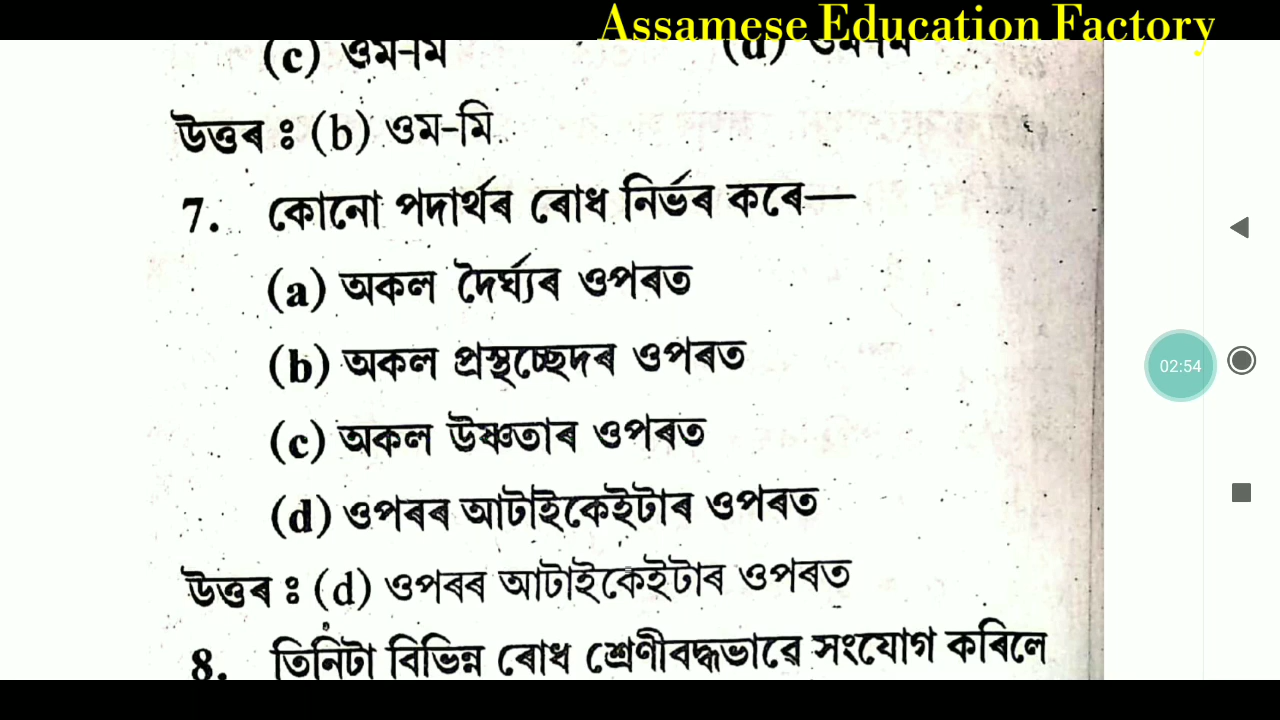 Assamese Education Factory
(c) ওম-মি (d) ওম-মি
উত্তৰ ঃ (b) ওম-মি.
7. কোনো পদাৰ্থৰ ৰোধ নিৰ্ভৰ কৰে—
(a) অকল দৈৰ্ঘ্যৰ ওপৰত
(b) অকল প্ৰস্থচ্ছেদৰ ওপৰত
(c) অকল উষ্ণতাৰ ওপৰত
02:54
(d) ওপৰৰ আটাইকেইটাৰ ওপৰত
উত্তৰ ঃ (d) ওপৰৰ আটাইকেইটাৰ ওপৰত
8. তিনিটা বিভিন্ন ৰোধ শ্ৰেণীবদ্ধভাৱে সংযোগ কৰিলে